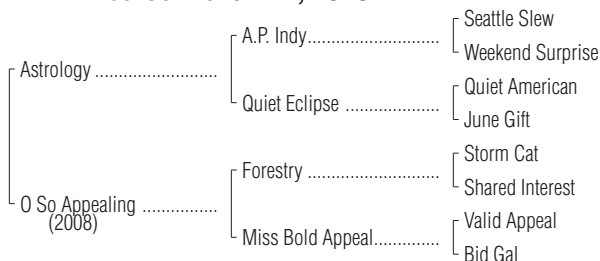 A.P. Indy
Seattle Slew
Weekend Surprise
Astrology
Quiet Eclipse
Quiet American
June Gift
O So Appealing
(2008)
Forestry
Storm Cat
Shared Interest
Miss Bold Appeal
Valid Appeal
Bid Gal